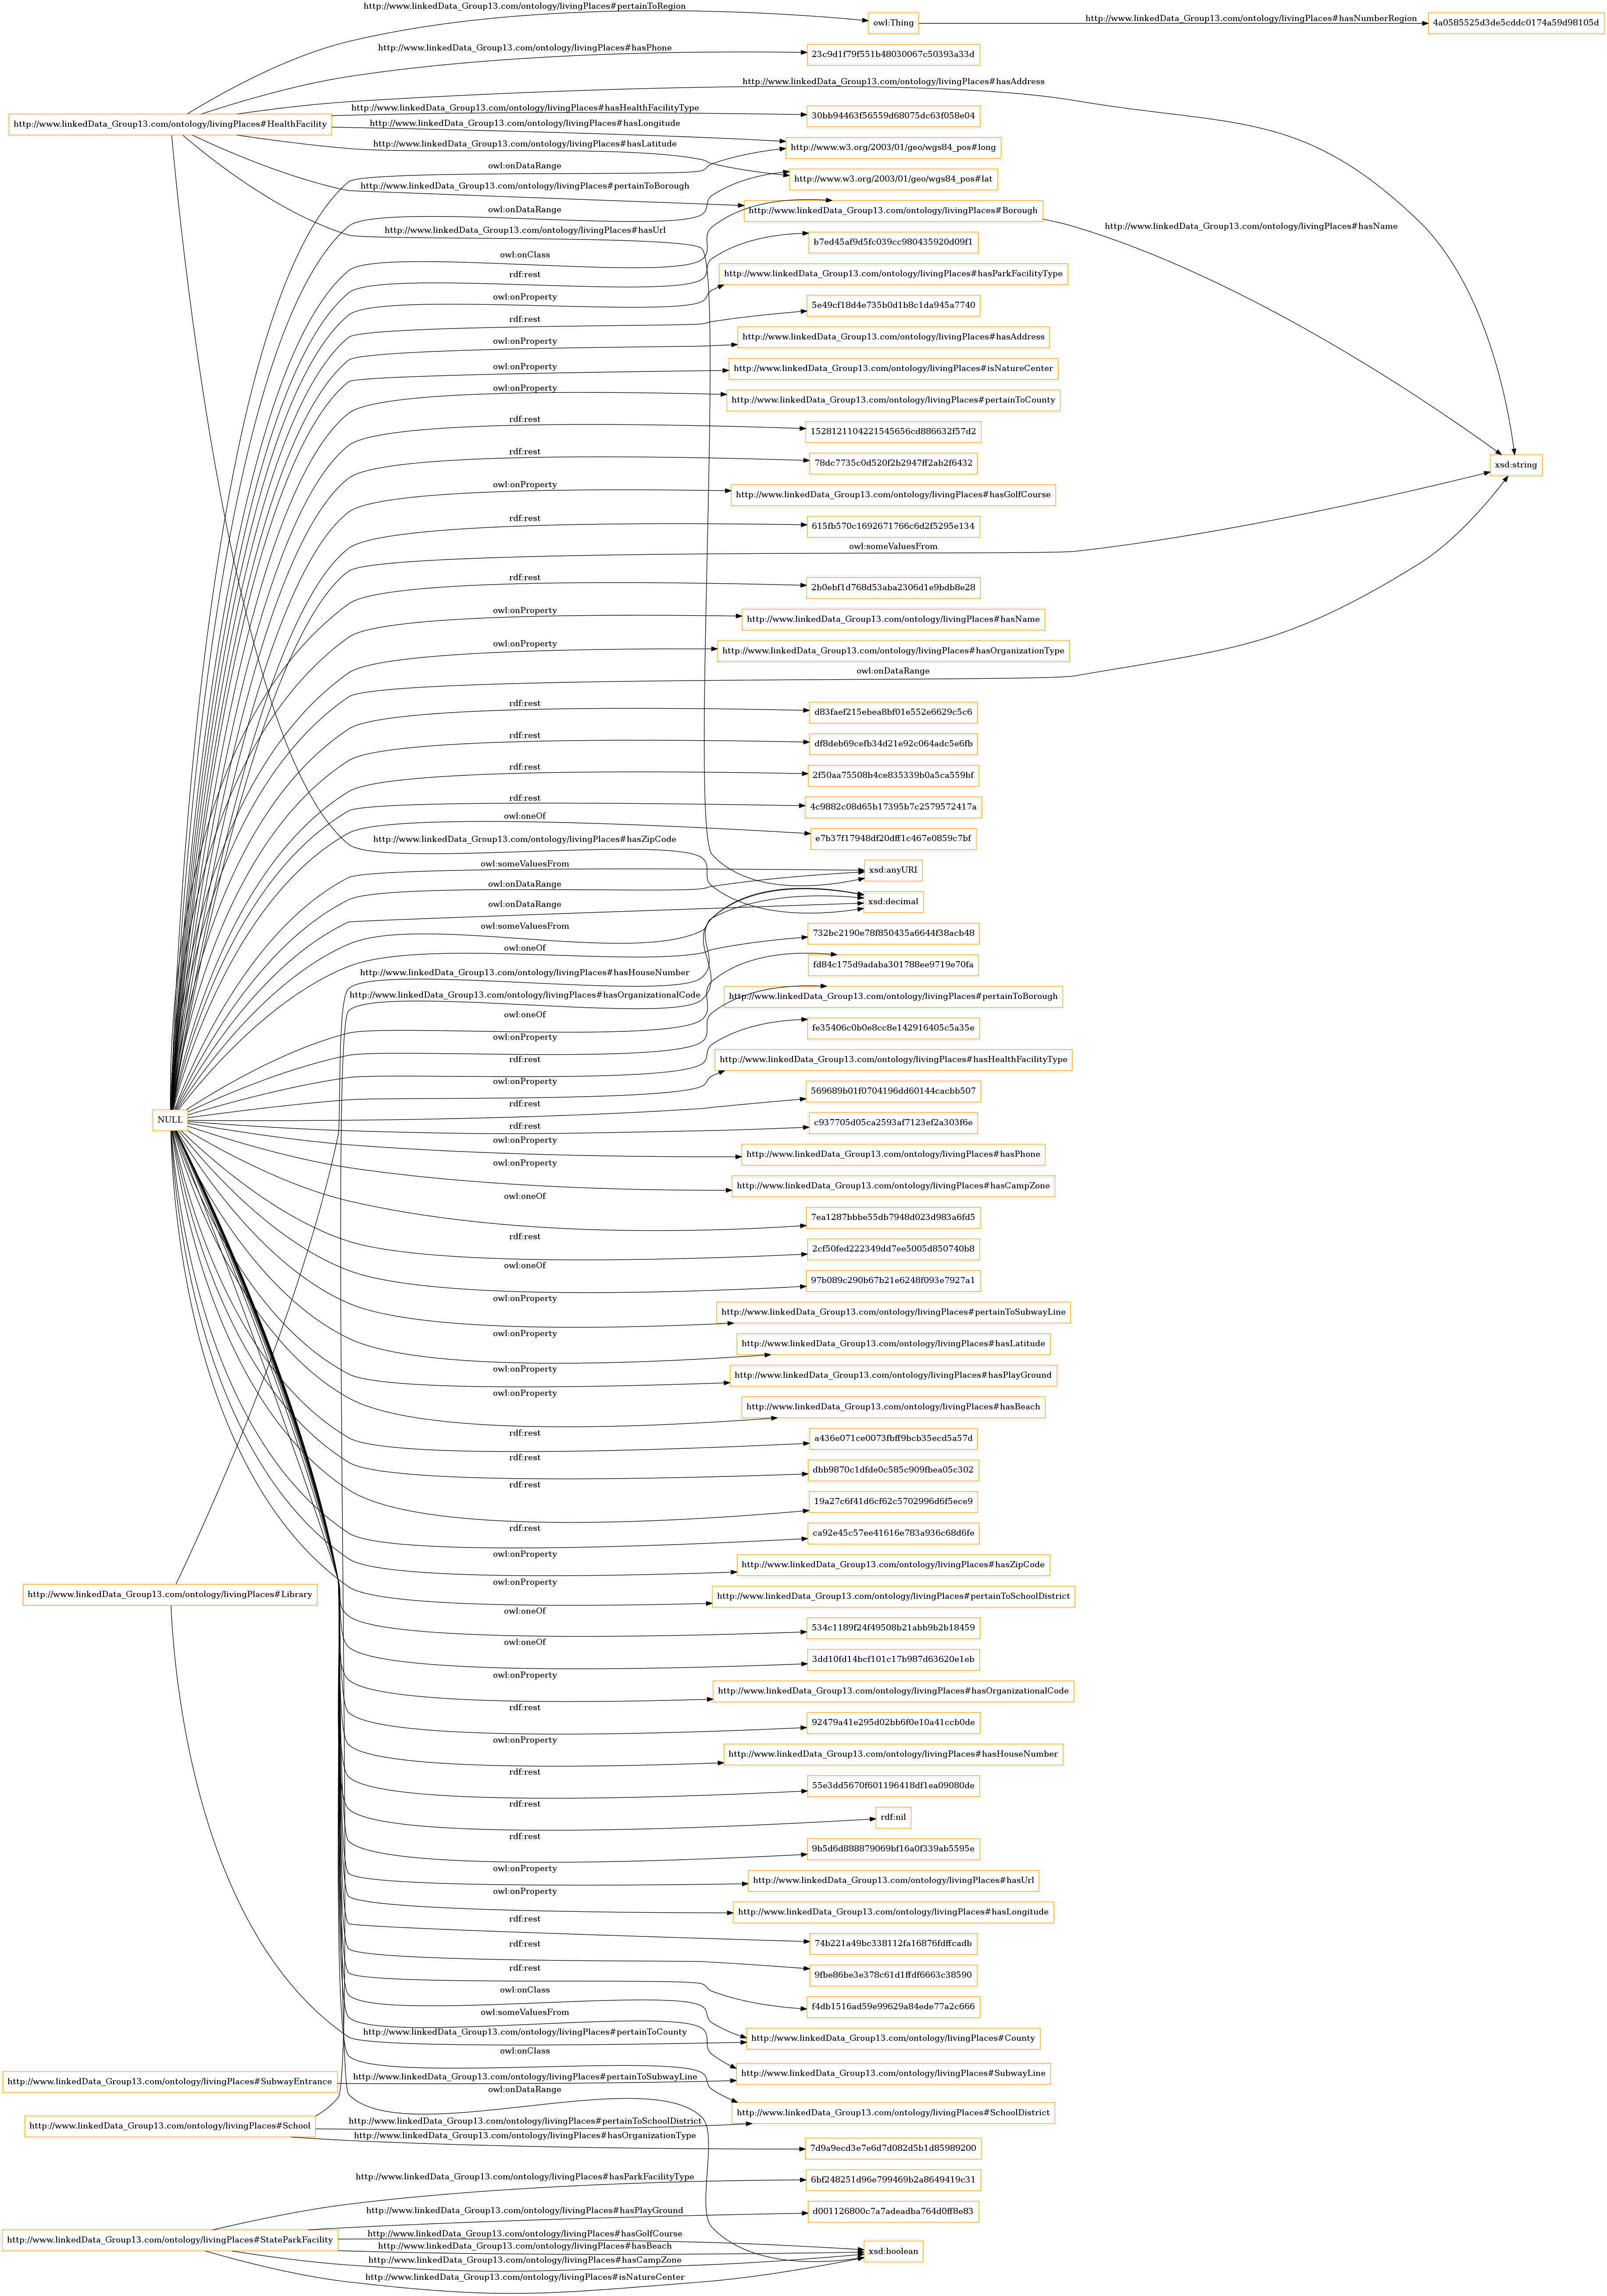 http://www.linkedData_Group13.com/ontology/livingPlaces#pertainToRegion
owl:Thing
http://www.linkedData_Group13.com/ontology/livingPlaces#hasNumberRegion
4a0585525d3de5cddc0174a59d98105d
http://www.linkedData_Group13.com/ontology/livingPlaces#hasPhone
23c9d1f79f551b48030067c50393a33d
http://www.linkedData_Group13.com/ontology/livingPlaces#hasAddress
http://www.linkedData_Group13.com/ontology/livingPlaces#HealthFacility
http://www.linkedData_Group13.com/ontology/livingPlaces#hasHealthFacilityType
30bb94463f56559d68075dc63f058e04
http://www.linkedData_Group13.com/ontology/livingPlaces#hasLongitude
http://www.w3.org/2003/01/geo/wgs84_pos#long
http://www.linkedData_Group13.com/ontology/livingPlaces#hasLatitude
owl:onDataRange
http://www.w3.org/2003/01/geo/wgs84_pos#lat
http://www.linkedData_Group13.com/ontology/livingPlaces#pertainToBorough
owl:onDataRange
http://www.linkedData_Group13.com/ontology/livingPlaces#Borough
http://www.linkedData_Group13.com/ontology/livingPlaces#hasName
http://www.linkedData_Group13.com/ontology/livingPlaces#hasUrl
b7ed45af9d5fc039cc980435920d09f1
owl:onClass
rdf:rest
http://www.linkedData_Group13.com/ontology/livingPlaces#hasParkFacilityType
owl:onProperty
5e49cf18d4e735b0d1b8c1da945a7740
rdf:rest
http://www.linkedData_Group13.com/ontology/livingPlaces#hasAddress
owl:onProperty
http://www.linkedData_Group13.com/ontology/livingPlaces#isNatureCenter
owl:onProperty
http://www.linkedData_Group13.com/ontology/livingPlaces#pertainToCounty
owl:onProperty
rdf:rest
1528121104221545656cd886632f57d2
rdf:rest
78dc7735c0d520f2b2947ff2ab2f6432
xsd:string
owl:onProperty
http://www.linkedData_Group13.com/ontology/livingPlaces#hasGolfCourse
rdf:rest
615fb570c1692671766c6d2f5295e134
owl:someValuesFrom
rdf:rest
2b0ebf1d768d53aba2306d1e9bdb8e28
owl:onProperty
http://www.linkedData_Group13.com/ontology/livingPlaces#hasName
owl:onProperty
http://www.linkedData_Group13.com/ontology/livingPlaces#hasOrganizationType
owl:onDataRange
rdf:rest
d83faef215ebea8bf01e552e6629c5c6
rdf:rest
df8deb69cefb34d21e92c064adc5e6fb
rdf:rest
2f50aa75508b4ce835339b0a5ca559bf
rdf:rest
4c9882c08d65b17395b7c2579572417a
owl:oneOf
e7b37f17948df20dff1c467e0859c7bf
http://www.linkedData_Group13.com/ontology/livingPlaces#hasZipCode
owl:someValuesFrom
xsd:anyURI
owl:onDataRange
owl:onDataRange
xsd:decimal
owl:someValuesFrom
732bc2190e78f850435a6644f38acb48
owl:oneOf
fd84c175d9adaba301788ee9719e70fa
http://www.linkedData_Group13.com/ontology/livingPlaces#hasHouseNumber
http://www.linkedData_Group13.com/ontology/livingPlaces#hasOrganizationalCode
http://www.linkedData_Group13.com/ontology/livingPlaces#pertainToBorough
owl:oneOf
fe35406c0b0e8cc8e142916405c5a35e
owl:onProperty
rdf:rest
http://www.linkedData_Group13.com/ontology/livingPlaces#hasHealthFacilityType
owl:onProperty
569689b01f0704196dd60144cacbb507
rdf:rest
NULL
c937705d05ca2593af7123ef2a303f6e
rdf:rest
owl:onProperty
http://www.linkedData_Group13.com/ontology/livingPlaces#hasPhone
owl:onProperty
http://www.linkedData_Group13.com/ontology/livingPlaces#hasCampZone
owl:oneOf
7ea1287bbbe55db7948d023d983a6fd5
rdf:rest
2cf50fed222349dd7ee5005d850740b8
owl:oneOf
97b089c290b67b21e6248f093e7927a1
owl:onProperty
http://www.linkedData_Group13.com/ontology/livingPlaces#pertainToSubwayLine
owl:onProperty
http://www.linkedData_Group13.com/ontology/livingPlaces#hasLatitude
owl:onProperty
http://www.linkedData_Group13.com/ontology/livingPlaces#hasPlayGround
owl:onProperty
http://www.linkedData_Group13.com/ontology/livingPlaces#hasBeach
rdf:rest
a436e071ce0073fbff9bcb35ecd5a57d
rdf:rest
dbb9870c1dfde0c585c909fbea05c302
rdf:rest
19a27c6f41d6cf62c5702996d6f5ece9
rdf:rest
ca92e45c57ee41616e783a936c68d6fe
owl:onProperty
http://www.linkedData_Group13.com/ontology/livingPlaces#hasZipCode
owl:onProperty
http://www.linkedData_Group13.com/ontology/livingPlaces#Library
http://www.linkedData_Group13.com/ontology/livingPlaces#pertainToSchoolDistrict
owl:oneOf
534c1189f24f49508b21abb9b2b18459
owl:oneOf
3dd10fd14bcf101c17b987d63620e1eb
owl:onProperty
http://www.linkedData_Group13.com/ontology/livingPlaces#hasOrganizationalCode
rdf:rest
92479a41e295d02bb6f0e10a41ccb0de
owl:onProperty
http://www.linkedData_Group13.com/ontology/livingPlaces#hasHouseNumber
rdf:rest
55e3dd5670f601196418df1ea09080de
rdf:rest
rdf:nil
rdf:rest
9b5d6d888879069bf16a0f339ab5595e
owl:onProperty
http://www.linkedData_Group13.com/ontology/livingPlaces#hasUrl
owl:onProperty
http://www.linkedData_Group13.com/ontology/livingPlaces#hasLongitude
rdf:rest
74b221a49bc338112fa16876fdffcadb
rdf:rest
9fbe86be3e378c61d1ffdf6663c38590
rdf:rest
f4db1516ad59e99629a84ede77a2c666
owl:onClass
owl:someValuesFrom
http://www.linkedData_Group13.com/ontology/livingPlaces#pertainToCounty
http://www.linkedData_Group13.com/ontology/livingPlaces#County
owl:onClass
http://www.linkedData_Group13.com/ontology/livingPlaces#SubwayEntrance
http://www.linkedData_Group13.com/ontology/livingPlaces#pertainToSubwayLine
http://www.linkedData_Group13.com/ontology/livingPlaces#SubwayLine
owl:onDataRange
http://www.linkedData_Group13.com/ontology/livingPlaces#School
http://www.linkedData_Group13.com/ontology/livingPlaces#pertainToSchoolDistrict
http://www.linkedData_Group13.com/ontology/livingPlaces#SchoolDistrict
http://www.linkedData_Group13.com/ontology/livingPlaces#hasOrganizationType
7d9a9ecd3e7e6d7d082d5b1d85989200
http://www.linkedData_Group13.com/ontology/livingPlaces#hasParkFacilityType
6bf248251d96e799469b2a8649419c31
http://www.linkedData_Group13.com/ontology/livingPlaces#hasPlayGround
d001126800c7a7adeadba764d0ff8e83
http://www.linkedData_Group13.com/ontology/livingPlaces#StateParkFacility
http://www.linkedData_Group13.com/ontology/livingPlaces#hasGolfCourse
http://www.linkedData_Group13.com/ontology/livingPlaces#hasBeach
xsd:boolean
http://www.linkedData_Group13.com/ontology/livingPlaces#hasCampZone
http://www.linkedData_Group13.com/ontology/livingPlaces#isNatureCenter